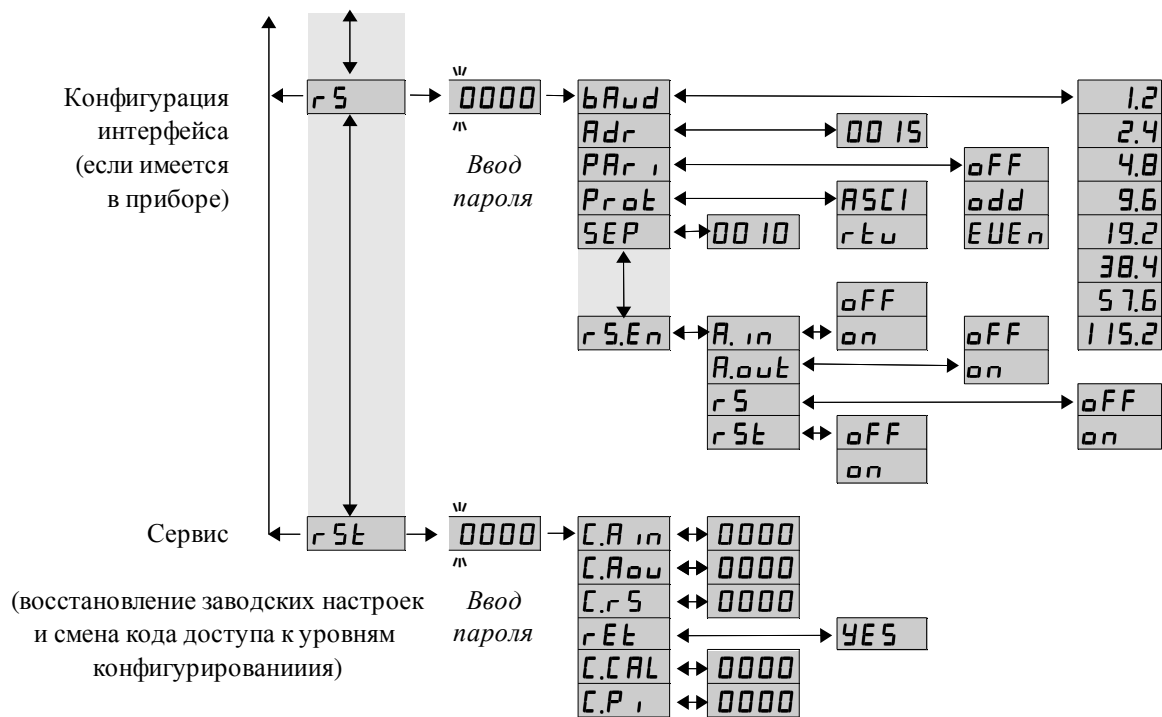 Конфигурация
интерфейса
(если имеется
в приборе)
rS
0000
Ввод
пароля
bAud
Adr
PAri
Prot
SEP
rS.En
0015
ASCI
rtu
0010
oFF
odd
EUEn
1.2
2.4
4.8
9.6
19.2
38.4
57.6
115.2
A.in
A.out
rS
rSt
oFF
on
oFF
on
oFF
on
oFF
on
Сервис
(восстановление заводских настроек
и смена кода доступа к уровням
конфигурированииия)
rSt
0000
Ввод
пароля
C.Ain
0000
C.Aou
0000
C.rS
0000
rEt
YES
C.CAL
0000
C.Pi
0000